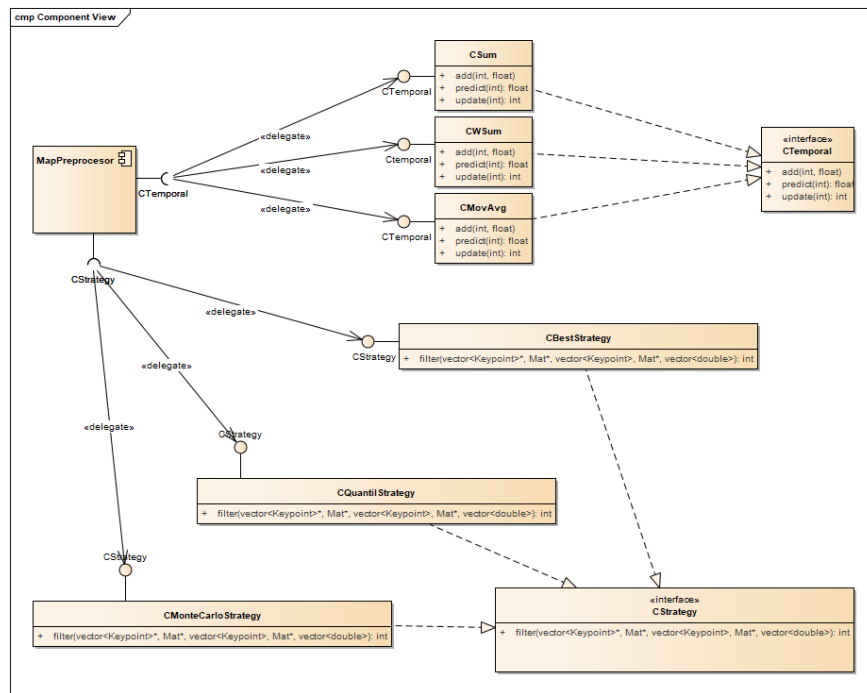 cmp Component View
CSum
+ add(int, float)
+ predict(int): float
+ update(int): int
CTemporal
«delegate»
CWSum
+ add(int, float)
+ predict(int): float
+ update(int): int
Ctemporal
«delegate»
«interface»
CTemporal
+ add(int, float)
+ predict(int): float
+ update(int): int
MapPreprocesor
CTemporal
CMovAvg
+ add(int, float)
+ predict(int): float
+ update(int): int
CTemporal
«delegate»
CStrategy
«delegate»
CBestStrategy
+ filter(vector<Keypoint>*, Mat*, vector<Keypoint>, Mat*, vector<double>): int
CStrategy
«delegate»
«delegate»
CStrategy
CQuantilStrategy
+ filter(vector<Keypoint>*, Mat*, vector<Keypoint>, Mat*, vector<double>): int
CStrategy
CMonteCarloStrategy
+ filter(vector<Keypoint>*, Mat*, vector<Keypoint>, Mat*, vector<double>): int
«interface»
CStrategy
+ filter(vector<Keypoint>*, Mat*, vector<Keypoint>, Mat*, vector<double>): int